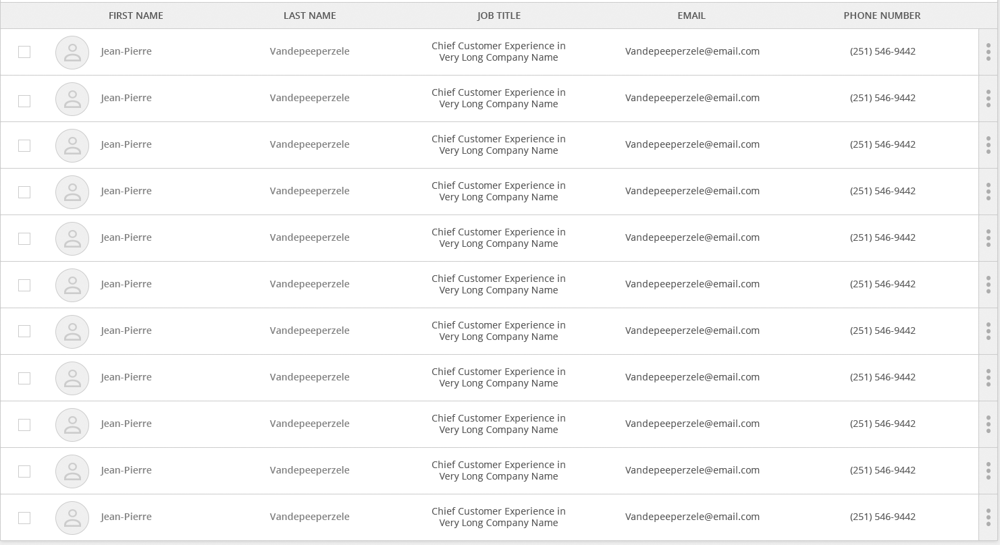 FIRST NAME LAST NAME JOB TITLE EMAIL PHONE NUMBER
Jean-Pierre Vandepeeperzele Chief Customer Experience in Vandepeeperzele@email.com (251) 546-9442
Very Long Company Name
Jean-Pierre Vandepeeperzele Chief Customer Experience in Vandepeeperzele@email.com (251) 546-9442
Very Long Company Name
Jean-Pierre Vandepeeperzele Chief Customer Experience in Vandepeeperzele@email.com (251) 546-9442
Very Long Company Name
Jean-Pierre Vandepeeperzele Chief Customer Experience in Vandepeeperzele@email.com (251) 546-9442
Very Long Company Name
Jean-Pierre Vandepeeperzele Chief Customer Experience in Vandepeeperzele@email.com (251) 546-9442
Very Long Company Name
Jean-Pierre Vandepeeperzele Chief Customer Experience in Vandepeeperzele@email.com (251) 546-9442
Very Long Company Name
Jean-Pierre Vandepeeperzele Chief Customer Experience in Vandepeeperzele@email.com (251) 546-9442
Very Long Company Name
Jean-Pierre Vandepeeperzele Chief Customer Experience in Vandepeeperzele@email.com (251) 546-9442
Very Long Company Name
Jean-Pierre Vandepeeperzele Chief Customer Experience in Vandepeeperzele@email.com (251) 546-9442
Very Long Company Name
Jean-Pierre Vandepeeperzele Chief Customer Experience in Vandepeeperzele@email.com (251) 546-9442
Very Long Company Name
Jean-Pierre Vandepeeperzele Chief Customer Experience in Vandepeeperzele@email.com (251) 546-9442
Very Long Company Name